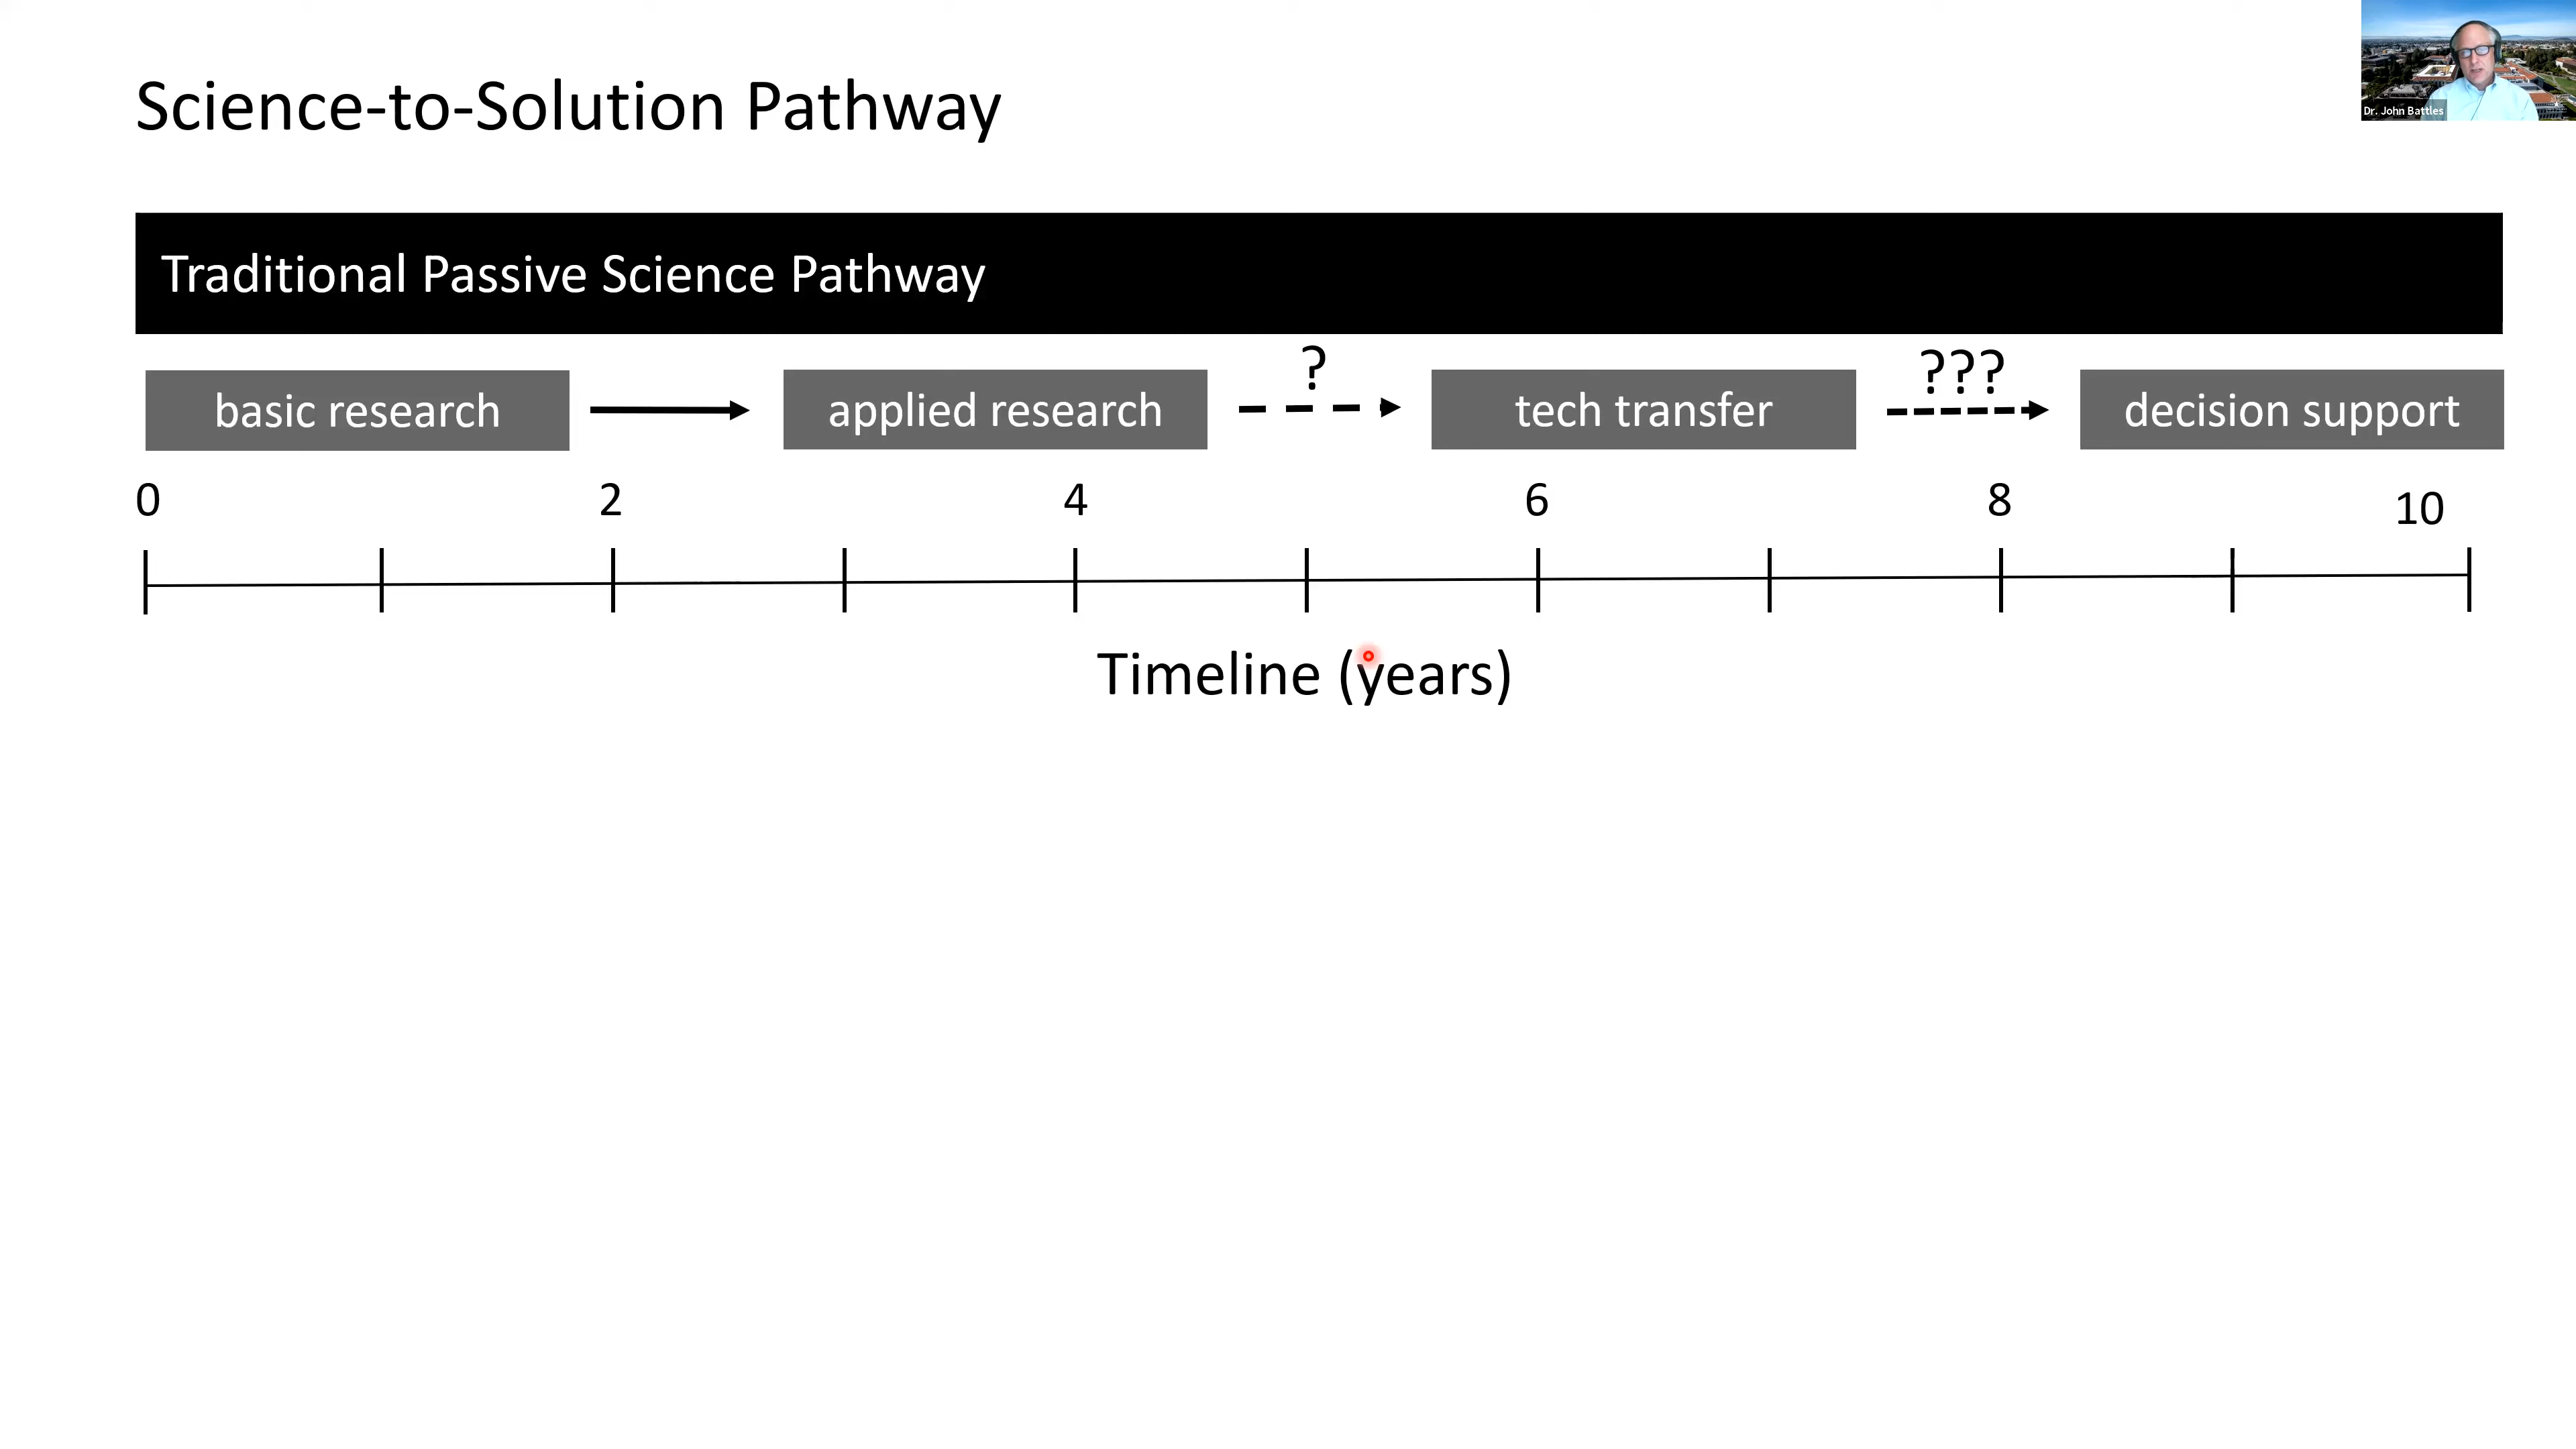 Science-to-Solution Pathway
Dr. John Battles
Traditional Passive Science Pathway
? ???
basic research applied research tech transfer decision support
0 2 4 6 8 10
Timeline (years)